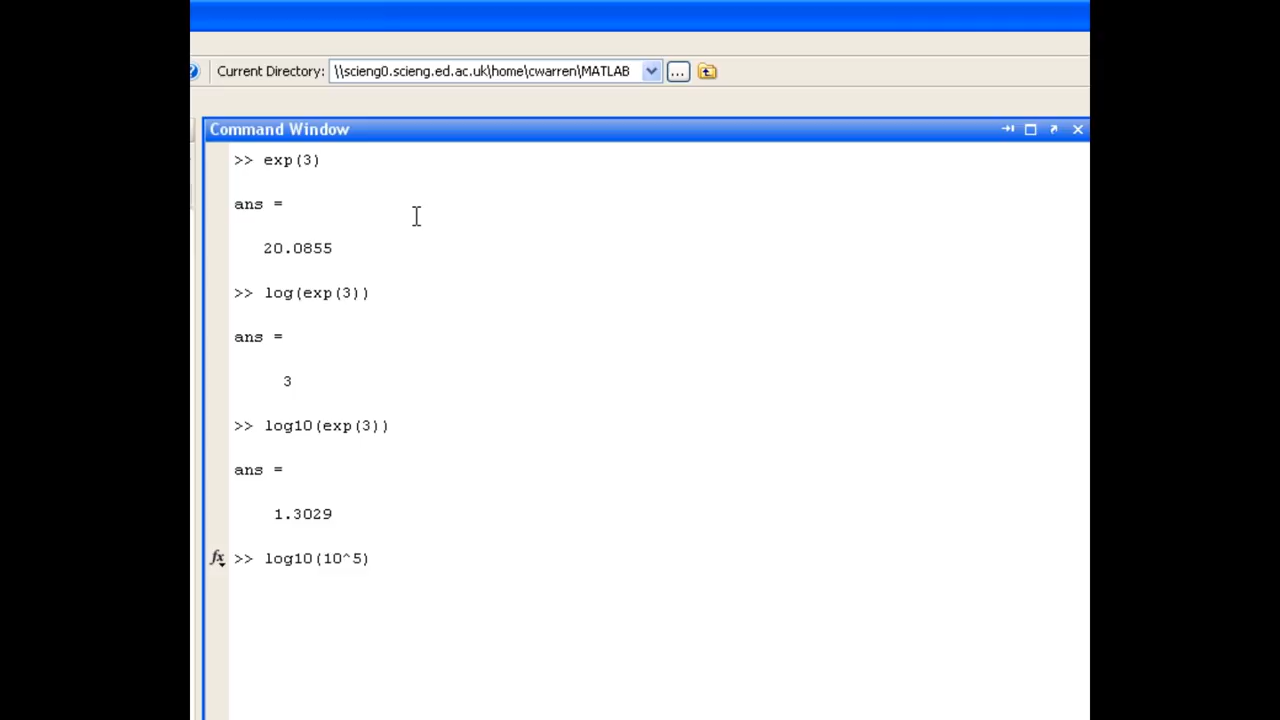 Current Directory: \\scieng0.scieng.ed.ac.uk\home\cwarren\MATLAB ...
Command Window
>> exp(3)
ans =
20.0855
>> log(exp(3))
ans =
3
>> log10(exp(3))
ans =
1.3029
fx >> log10(10^5)